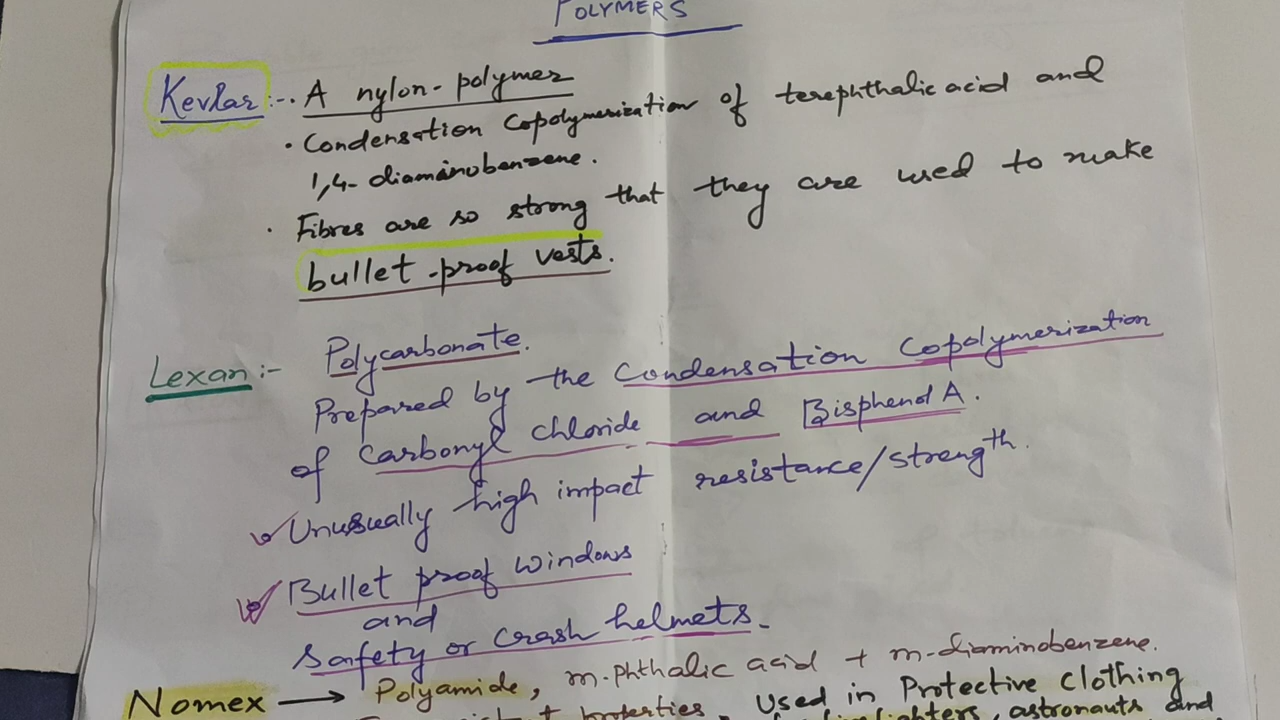 POLYMERS
Kevlar :-. A nylon-polymer
• Condensation Copolymerization of terephthalic acid and
1,4-diaminobenzene.
• Fibres are so strong that they are used to make
bullet-proof vests.
Lexan :- Polycarbonate.
Prepared by the Condensation Copolymerization
of Carbonyl chloride and Bisphenol A.
Unusually high impact resistance/strength.
Bullet proof windows
and
safety or crash helmets.
Nomex → Polyamide, m-phthalic acid + m-diaminobenzene.
properties. Used in Protective clothing
astronauts and